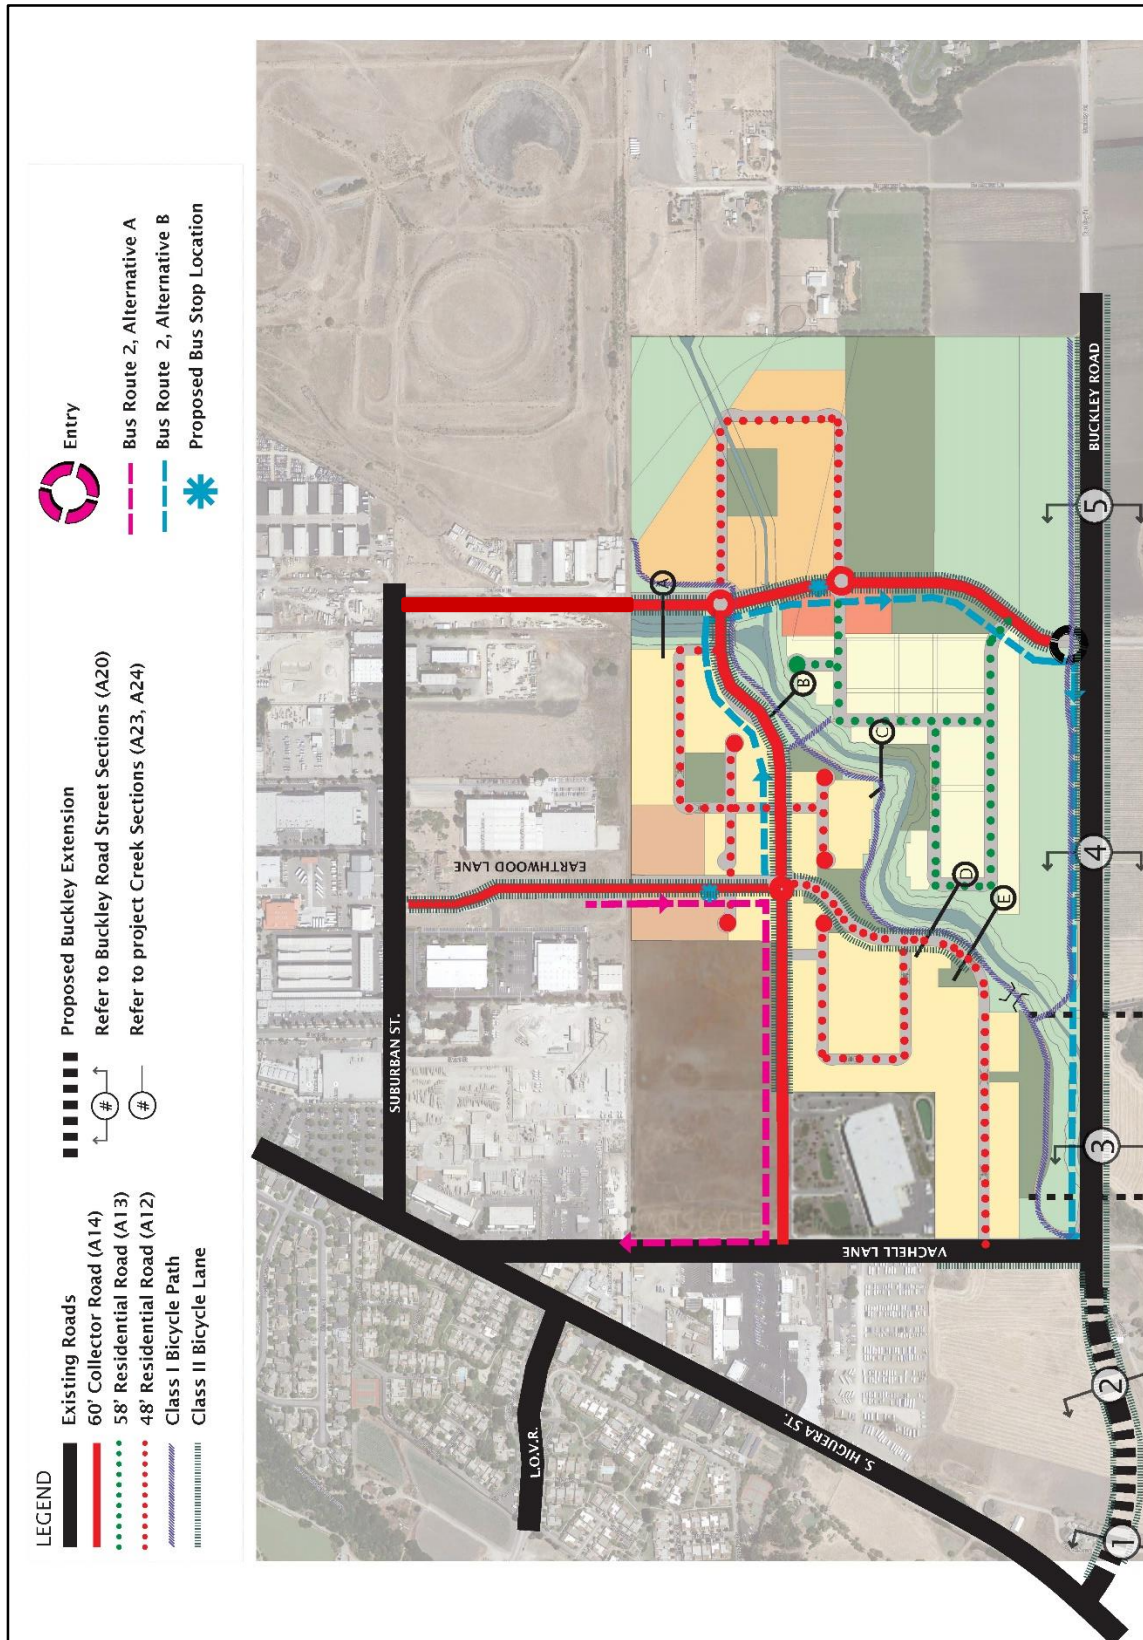 LEGEND
Existing Roads
60' Collector Road (A14)
58' Residential Road (A13)
48' Residential Road (A12)
Class I Bicycle Path
Class II Bicycle Lane
Proposed Buckley Extension
# Refer to Buckley Road Street Sections (A20)
# Refer to project Creek Sections (A23, A24)
Entry
Bus Route 2, Alternative A
Bus Route 2, Alternative B
Proposed Bus Stop Location
SUBURBAN ST.
EARTHWOOD LANE
L.O.V.R.
S. HIGUERA ST.
VACHELL LANE
BUCKLEY ROAD
A
B
C
D
E
1
2
3
4
5